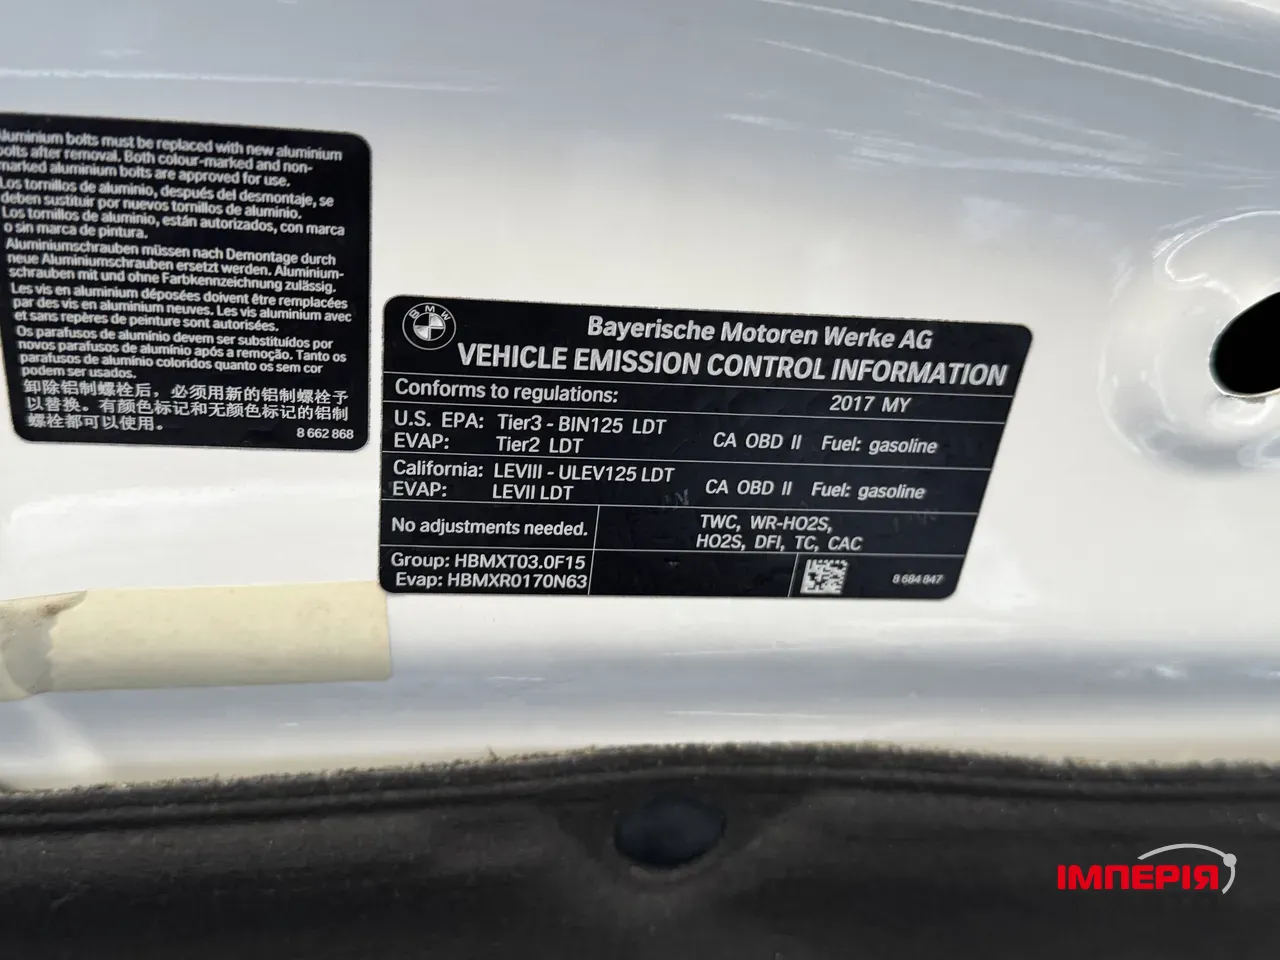 Aluminium bolts must be replaced with new aluminium
bolts after removal. Both colour-marked and non-
marked aluminium bolts are approved for use.
Los tornillos de aluminio, después del desmontaje, se
deben sustituir por nuevos tornillos de aluminio.
Los tornillos de aluminio, están autorizados, con marca
o sin marca de pintura.
Aluminiumschrauben müssen nach Demontage durch
neue Aluminiumschrauben ersetzt werden. Aluminium-
schrauben mit und ohne Farbkennzeichnung zulässig.
Les vis en aluminium déposées doivent être remplacées
par des vis en aluminium neuves. Les vis aluminium avec
et sans repères de peinture sont autorisées.
Os parafusos de alumínio devem ser substituídos por
novos parafusos de alumínio após a remoção. Tanto os
parafusos de alumínio coloridos quanto os sem cor
podem ser usados.
卸除铝制螺栓后，必须用新的铝制螺栓予
以替换。有颜色标记和无颜色标记的铝制
螺栓都可以使用。
8 662 868
BMW
Bayerische Motoren Werke AG
VEHICLE EMISSION CONTROL INFORMATION
Conforms to regulations: 2017 MY
U.S. EPA: Tier3 - BIN125 LDT
EVAP: Tier2 LDT
CA OBD II Fuel: gasoline
California: LEVIII - ULEV125 LDT
EVAP: LEVII LDT
CA OBD II Fuel: gasoline
No adjustments needed.
TWC, WR-HO2S,
HO2S, DFI, TC, CAC
Group: HBMXT03.0F15
Evap: HBMXR0170N63
8 684 847
ІМПЕРІЯ